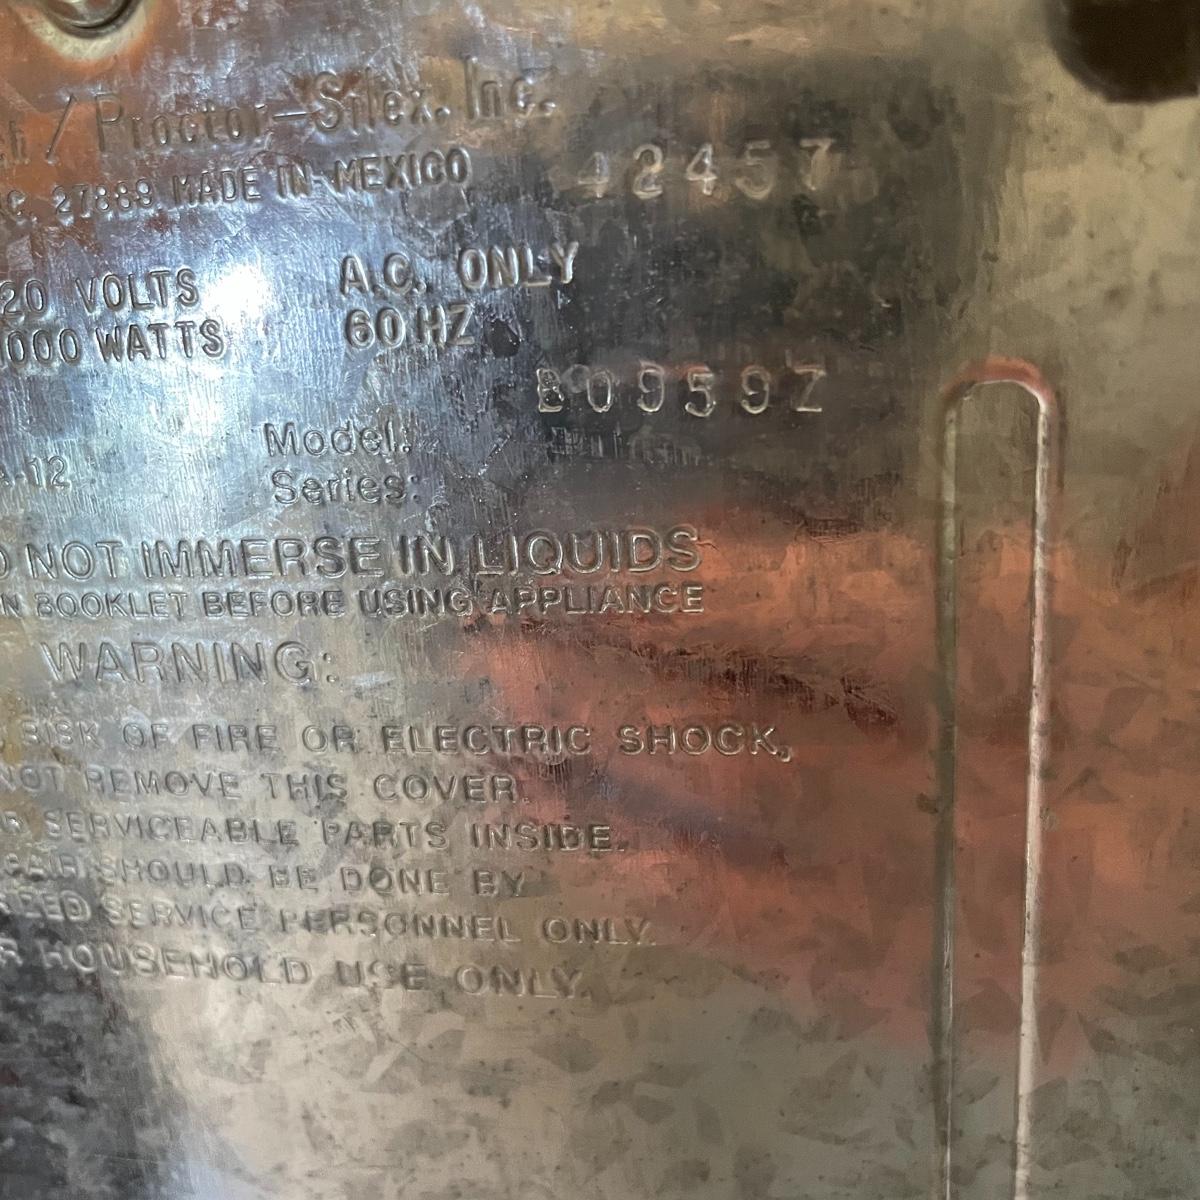 / Proctor-Silex, Inc.
27889 MADE IN MEXICO
42457
VOLTS A.C. ONLY
WATTS 60 HZ
B0959Z
Model:
-12 Series:
NOT IMMERSE IN LIQUIDS
BOOKLET BEFORE USING APPLIANCE
WARNING:
RISK OF FIRE OR ELECTRIC SHOCK,
NOT REMOVE THIS COVER.
SERVICEABLE PARTS INSIDE.
SHOULD BE DONE BY
SERVICE PERSONNEL ONLY.
HOUSEHOLD USE ONLY.